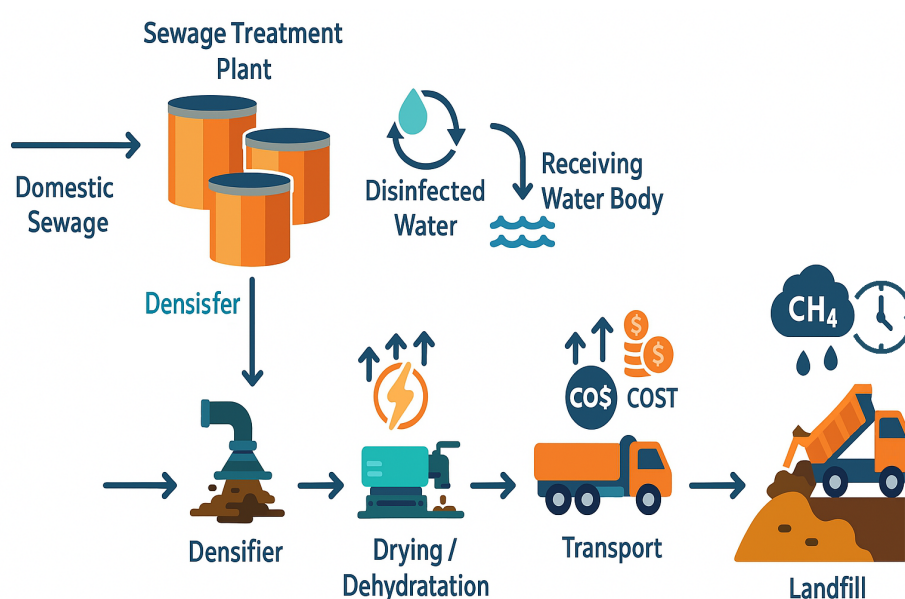 Sewage Treatment
Plant
Domestic
Sewage
Disinfected
Water
Receiving
Water Body
Densisfer
$
$
CO$ COST
CH₄
Densifier
Drying /
Dehydratation
Transport
Landfill